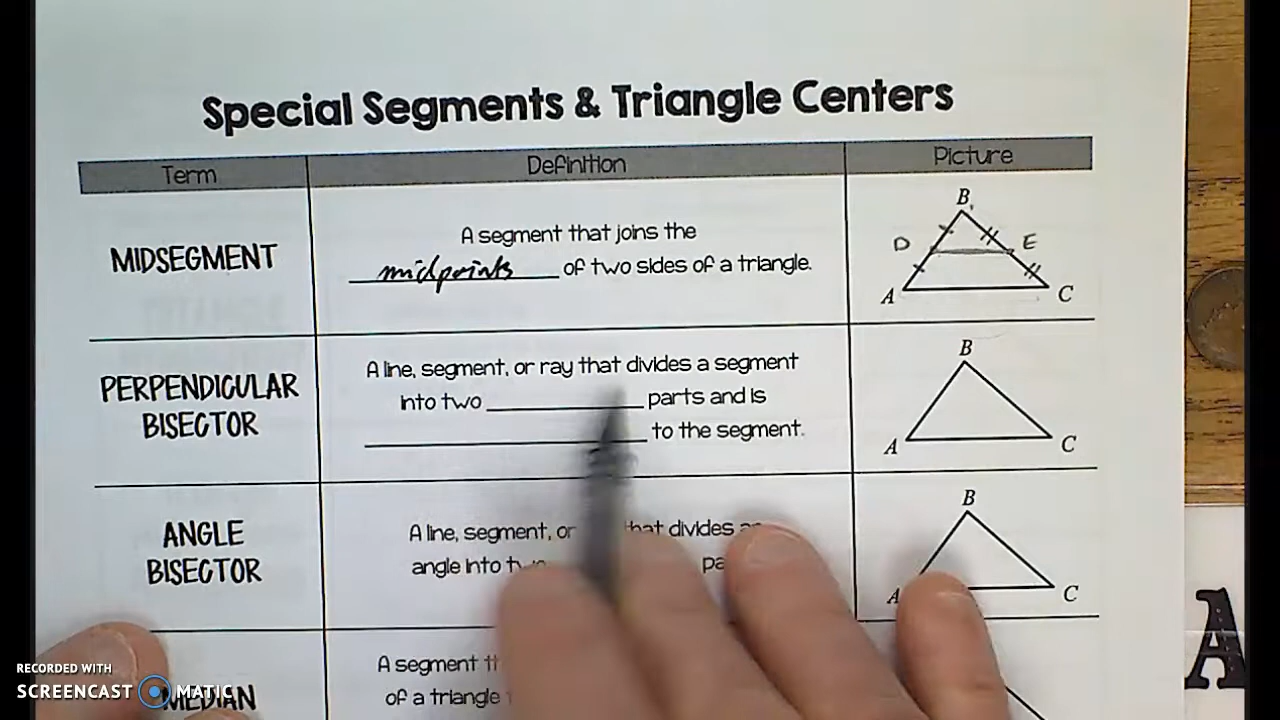 Special Segments & Triangle Centers
Term
Definition
Picture
MIDSEGMENT
A segment that joins the
midpoints of two sides of a triangle.
B
D
E
A
C
PERPENDICULAR
BISECTOR
A line, segment, or ray that divides a segment
into two parts and is
to the segment.
B
A
C
ANGLE
BISECTOR
A line, segment, or that divides
angle into
B
A
C
MEDIAN
A segment
of a triangle
A
RECORDED WITH
SCREENCAST MATIC